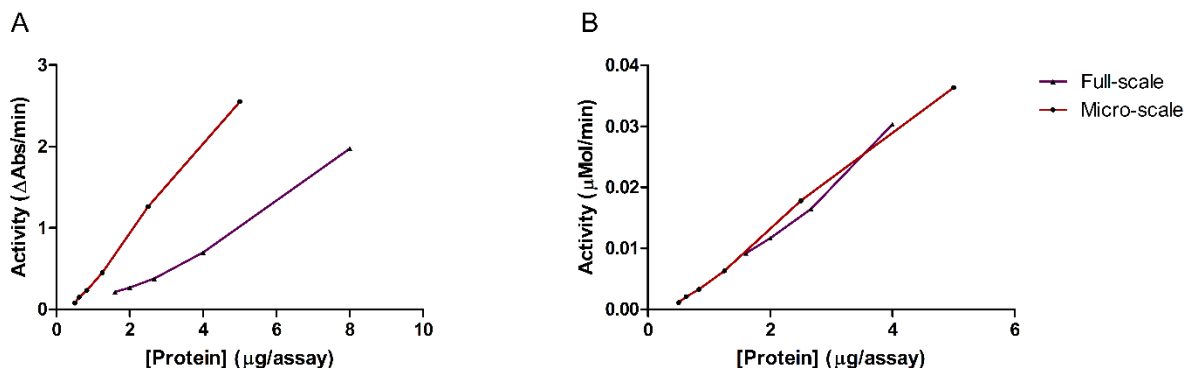 A
3
2
1
0
0
2
4
6
8
10
Activity (ΔAbs/min)
[Protein] (μg/assay)
B
0.04
0.03
0.02
0.01
0.00
0
2
4
6
Activity (μMol/min)
[Protein] (μg/assay)
Full-scale
Micro-scale